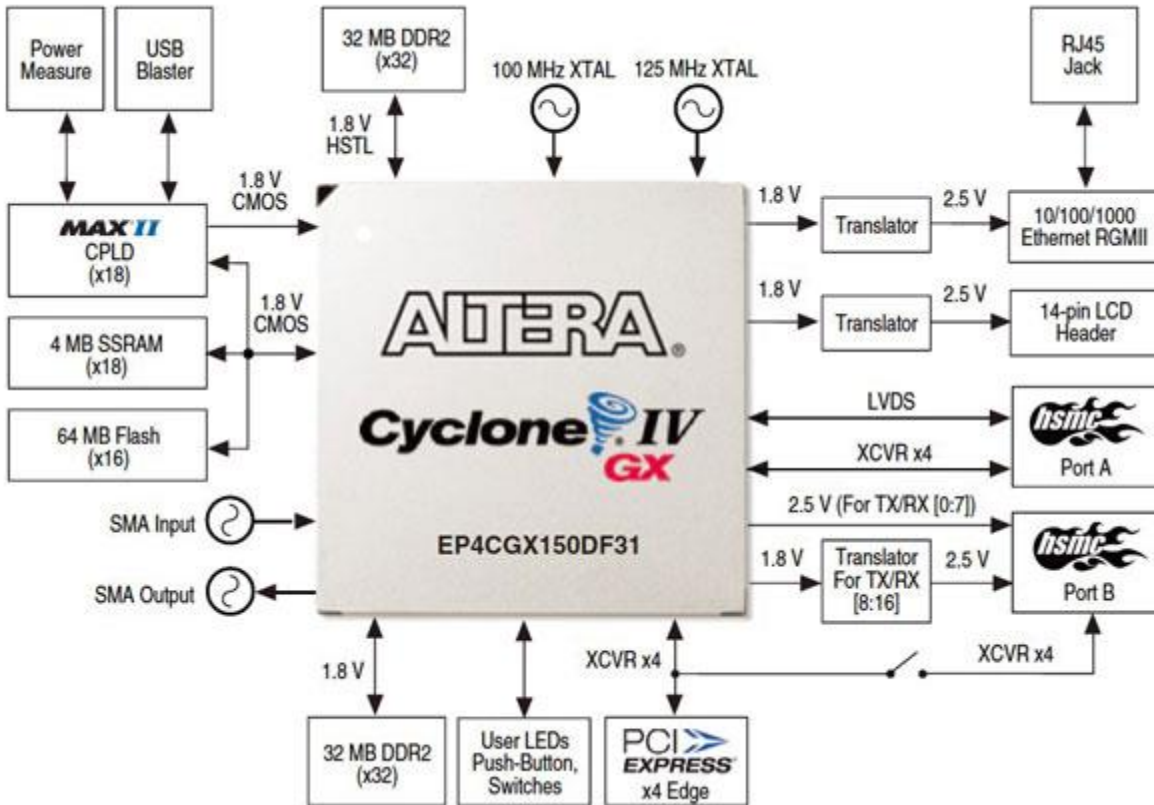 Power
Measure
USB
Blaster
32 MB DDR2
(x32)
100 MHz XTAL
125 MHz XTAL
RJ45
Jack
1.8 V
HSTL
1.8 V
CMOS
MAX II
CPLD
(x18)
1.8 V
Translator
2.5 V
10/100/1000
Ethernet RGMII
1.8 V
CMOS
4 MB SSRAM
(x18)
64 MB Flash
(x16)
ALTERA®
Cyclone® IV
GX
EP4CGX150DF31
1.8 V
Translator
2.5 V
14-pin LCD
Header
LVDS
XCVR x4
hsmc
Port A
2.5 V (For TX/RX [0:7])
1.8 V
Translator
For TX/RX
[8:16]
2.5 V
hsmc
Port B
SMA Input
SMA Output
1.8 V
XCVR x4
XCVR x4
32 MB DDR2
(x32)
User LEDs
Push-Button,
Switches
PCI
EXPRESS®
x4 Edge